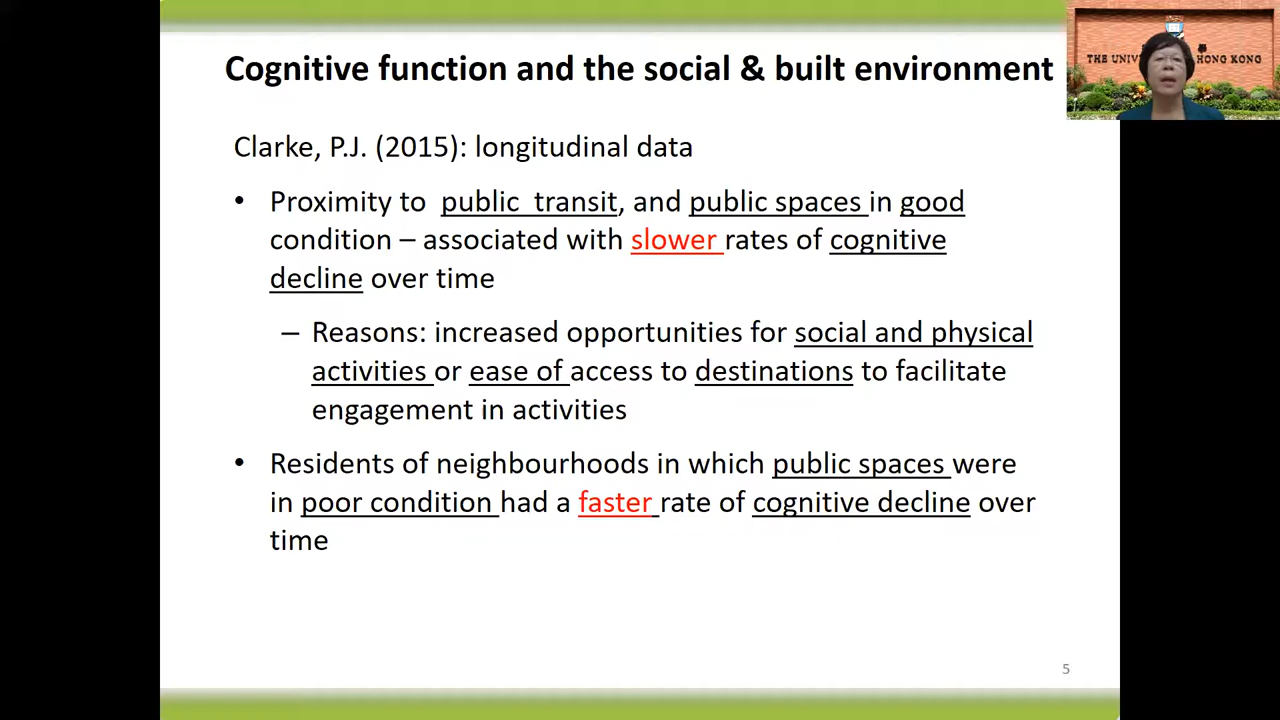 Cognitive function and the social & built environment
THE UNIV
HONG KONG
Clarke, P.J. (2015): longitudinal data
• Proximity to public transit, and public spaces in good
condition – associated with slower rates of cognitive
decline over time
– Reasons: increased opportunities for social and physical
activities or ease of access to destinations to facilitate
engagement in activities
• Residents of neighbourhoods in which public spaces were
in poor condition had a faster rate of cognitive decline over
time
5